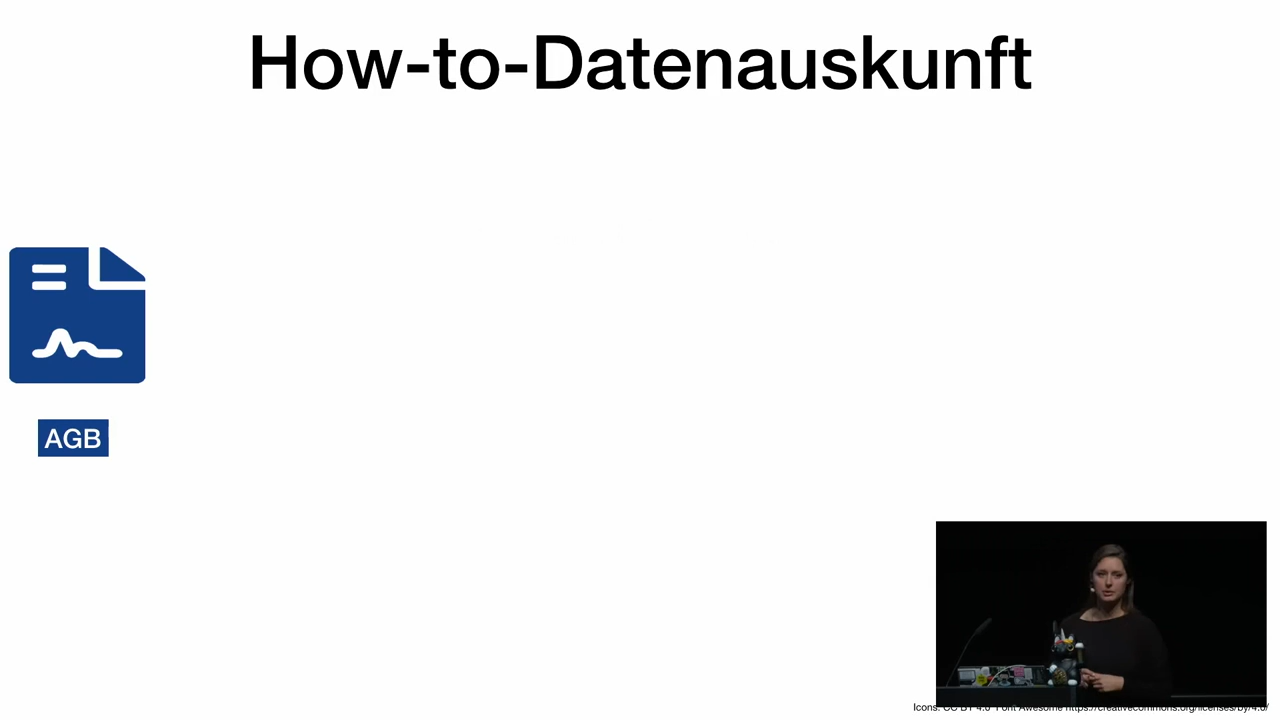 How-to-Datenauskunft
AGB
Icons: CC BY 4.0 Font Awesome https://creativecommons.org/licenses/by/4.0/